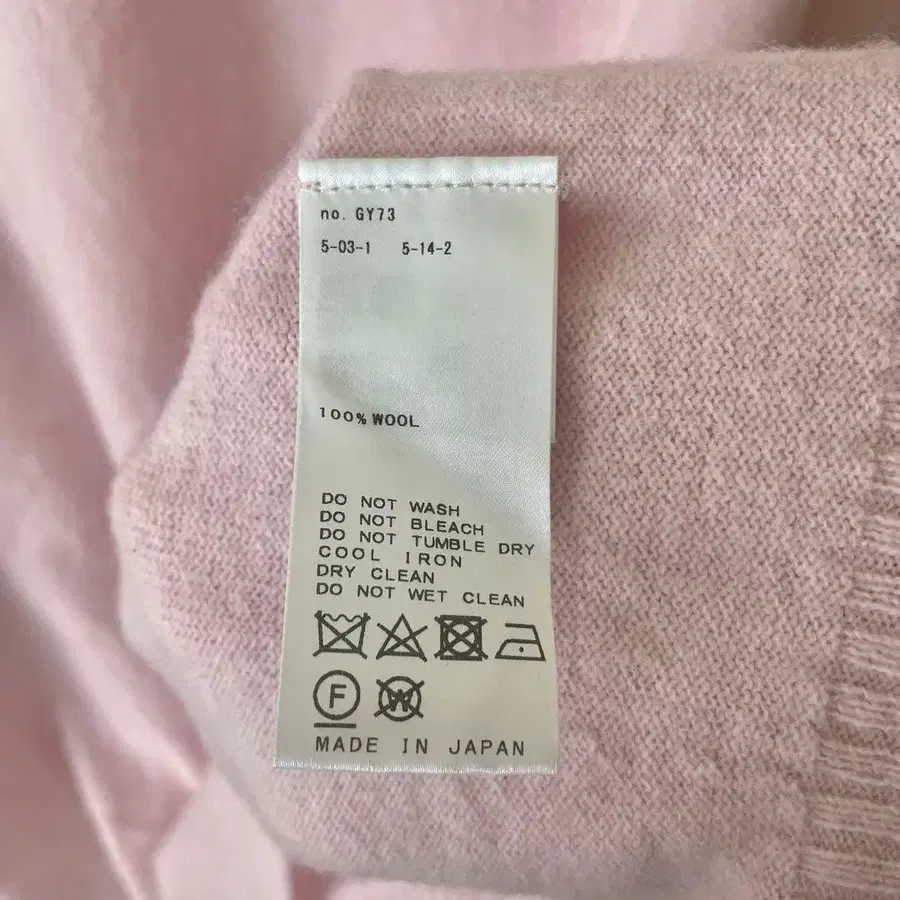 no. GY73
5-03-1 5-14-2
100% WOOL
DO NOT WASH
DO NOT BLEACH
DO NOT TUMBLE DRY
COOL IRON
DRY CLEAN
DO NOT WET CLEAN
F W
MADE IN JAPAN